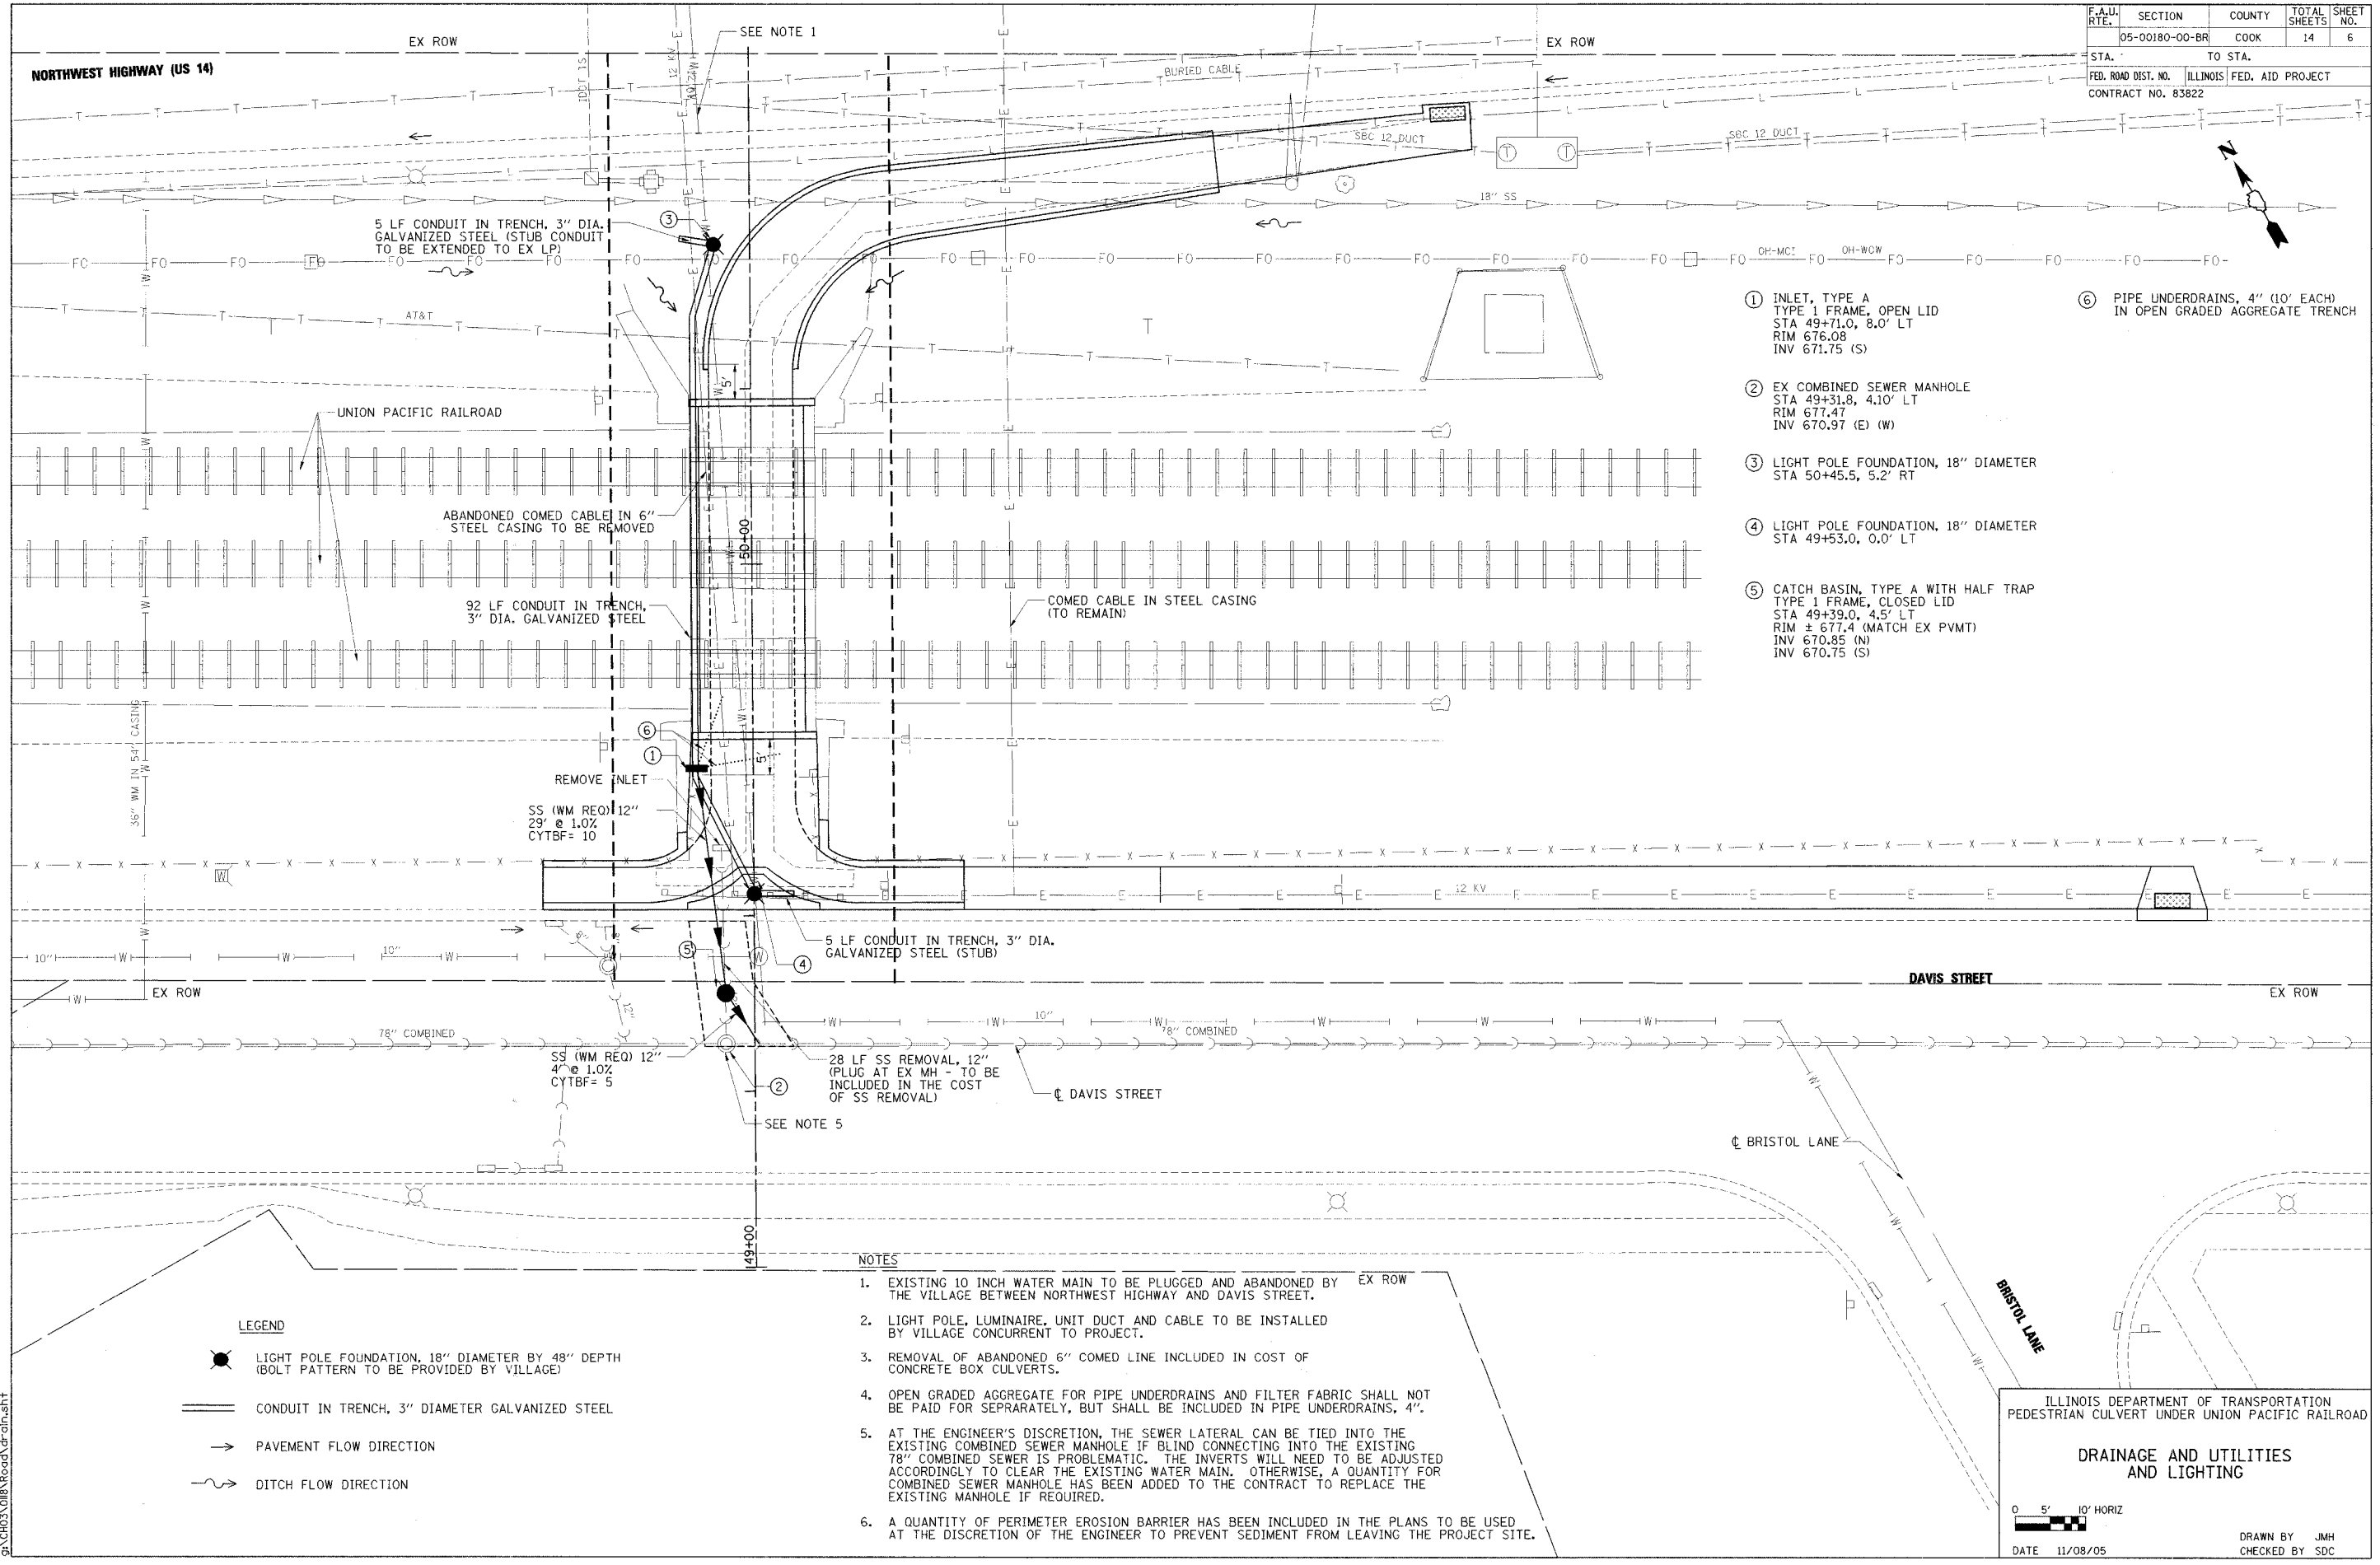 F.A.U. RTE. SECTION COUNTY TOTAL SHEETS SHEET NO.
05-00180-00-BR COOK 14 6
STA. TO STA.
FED. ROAD DIST. NO. ILLINOIS FED. AID PROJECT
CONTRACT NO. 83822
NORTHWEST HIGHWAY (US 14)
EX ROW
SEE NOTE 1
EX ROW
12 KV
BURIED CABLE
SBC 12 DUCT
SBC 12 DUCT
N
18" SS
5 LF CONDUIT IN TRENCH, 3" DIA.
GALVANIZED STEEL (STUB CONDUIT
TO BE EXTENDED TO EX LP)
3
OH-MCI
OH-WCW
AT&T
5'
UNION PACIFIC RAILROAD
1 INLET, TYPE A
TYPE 1 FRAME, OPEN LID
STA 49+71.0, 8.0' LT
RIM 676.08
INV 671.75 (S)
6 PIPE UNDERDRAINS, 4" (10' EACH)
IN OPEN GRADED AGGREGATE TRENCH
2 EX COMBINED SEWER MANHOLE
STA 49+31.8, 4.10' LT
RIM 677.47
INV 670.97 (E) (W)
3 LIGHT POLE FOUNDATION, 18" DIAMETER
STA 50+45.5, 5.2' RT
4 LIGHT POLE FOUNDATION, 18" DIAMETER
STA 49+53.0, 0.0' LT
5 CATCH BASIN, TYPE A WITH HALF TRAP
TYPE 1 FRAME, CLOSED LID
STA 49+39.0, 4.5' LT
RIM ± 677.4 (MATCH EX PVMT)
INV 670.85 (N)
INV 670.75 (S)
ABANDONED COMED CABLE IN 6"
STEEL CASING TO BE REMOVED
50+00
92 LF CONDUIT IN TRENCH,
3" DIA. GALVANIZED STEEL
COMED CABLE IN STEEL CASING
(TO REMAIN)
36" WM IN 54" CASING
6
1
5'
REMOVE INLET
SS (WM REQ) 12"
29' @ 1.0%
CYTBF= 10
12 KV
5 LF CONDUIT IN TRENCH, 3" DIA.
GALVANIZED STEEL (STUB)
5
4
10"
10"
8"
12"
DAVIS STREET
EX ROW
EX ROW
78" COMBINED
10"
78" COMBINED
SS (WM REQ) 12"
4' @ 1.0%
CYTBF= 5
28 LF SS REMOVAL, 12"
(PLUG AT EX MH - TO BE
INCLUDED IN THE COST
OF SS REMOVAL)
2
℄ DAVIS STREET
SEE NOTE 5
℄ BRISTOL LANE
49+00
BRISTOL LANE
EX ROW
NOTES
1. EXISTING 10 INCH WATER MAIN TO BE PLUGGED AND ABANDONED BY
THE VILLAGE BETWEEN NORTHWEST HIGHWAY AND DAVIS STREET.
2. LIGHT POLE, LUMINAIRE, UNIT DUCT AND CABLE TO BE INSTALLED
BY VILLAGE CONCURRENT TO PROJECT.
3. REMOVAL OF ABANDONED 6" COMED LINE INCLUDED IN COST OF
CONCRETE BOX CULVERTS.
4. OPEN GRADED AGGREGATE FOR PIPE UNDERDRAINS AND FILTER FABRIC SHALL NOT
BE PAID FOR SEPRARATELY, BUT SHALL BE INCLUDED IN PIPE UNDERDRAINS, 4".
5. AT THE ENGINEER'S DISCRETION, THE SEWER LATERAL CAN BE TIED INTO THE
EXISTING COMBINED SEWER MANHOLE IF BLIND CONNECTING INTO THE EXISTING
78" COMBINED SEWER IS PROBLEMATIC. THE INVERTS WILL NEED TO BE ADJUSTED
ACCORDINGLY TO CLEAR THE EXISTING WATER MAIN. OTHERWISE, A QUANTITY FOR
COMBINED SEWER MANHOLE HAS BEEN ADDED TO THE CONTRACT TO REPLACE THE
EXISTING MANHOLE IF REQUIRED.
6. A QUANTITY OF PERIMETER EROSION BARRIER HAS BEEN INCLUDED IN THE PLANS TO BE USED
AT THE DISCRETION OF THE ENGINEER TO PREVENT SEDIMENT FROM LEAVING THE PROJECT SITE.
LEGEND
LIGHT POLE FOUNDATION, 18" DIAMETER BY 48" DEPTH
(BOLT PATTERN TO BE PROVIDED BY VILLAGE)
CONDUIT IN TRENCH, 3" DIAMETER GALVANIZED STEEL
PAVEMENT FLOW DIRECTION
DITCH FLOW DIRECTION
ILLINOIS DEPARTMENT OF TRANSPORTATION
PEDESTRIAN CULVERT UNDER UNION PACIFIC RAILROAD
DRAINAGE AND UTILITIES
AND LIGHTING
0 5' 10' HORIZ
DRAWN BY JMH
DATE 11/08/05 CHECKED BY SDC